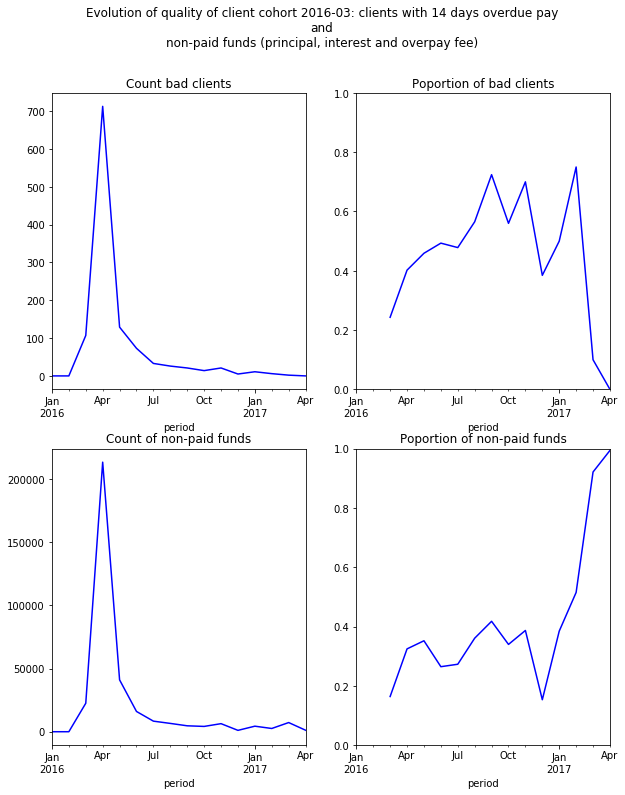 Evolution of quality of client cohort 2016-03: clients with 14 days overdue pay
and
non-paid funds (principal, interest and overpay fee)
Count bad clients
700
600
500
400
300
200
100
0
Jan Apr Jul Oct Jan Apr
2016 2017
period
Poportion of bad clients
1.0
0.8
0.6
0.4
0.2
0.0
Jan Apr Jul Oct Jan Apr
2016 2017
period
Count of non-paid funds
200000
150000
100000
50000
0
Jan Apr Jul Oct Jan Apr
2016 2017
period
Poportion of non-paid funds
1.0
0.8
0.6
0.4
0.2
0.0
Jan Apr Jul Oct Jan Apr
2016 2017
period